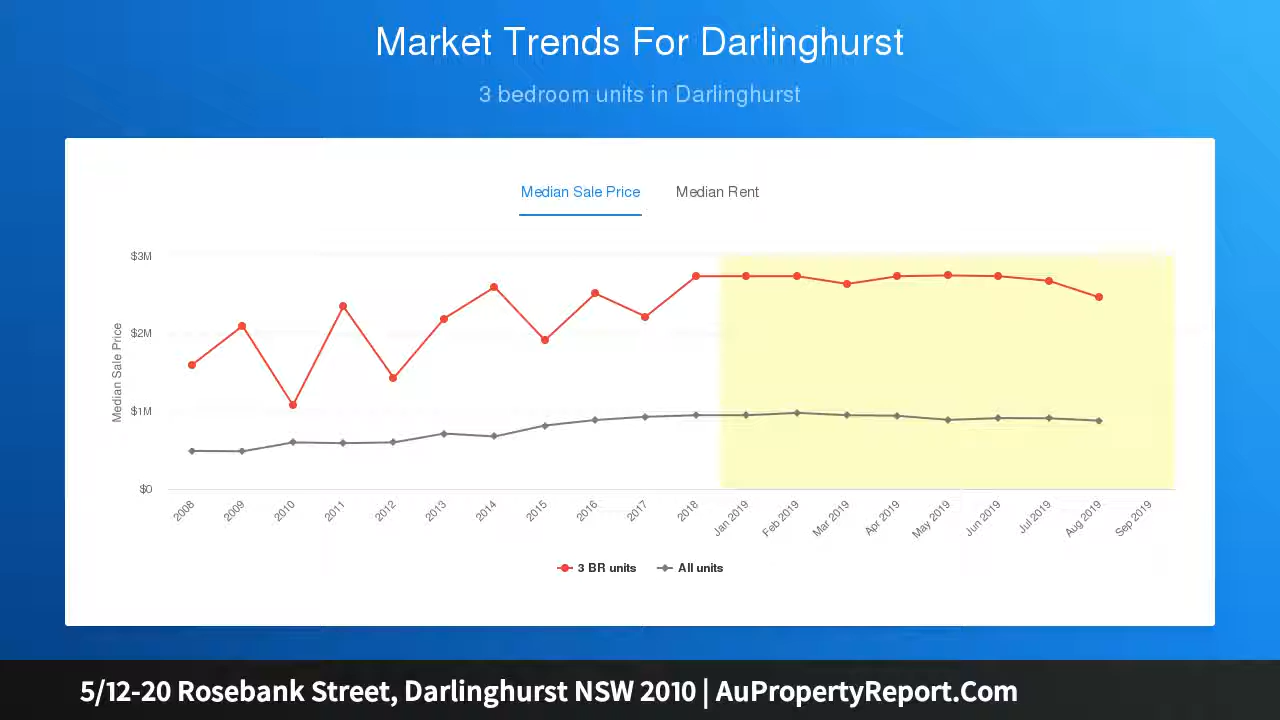 Market Trends For Darlinghurst
3 bedroom units in Darlinghurst
Median Sale Price Median Rent
$3M
$2M
$1M
$0
Median Sale Price
2008 2009 2010 2011 2012 2013 2014 2015 2016 2017 2018 Jan 2019 Feb 2019 Mar 2019 Apr 2019 May 2019 Jun 2019 Jul 2019 Aug 2019 Sep 2019
3 BR units All units
5/12-20 Rosebank Street, Darlinghurst NSW 2010 | AuPropertyReport.Com